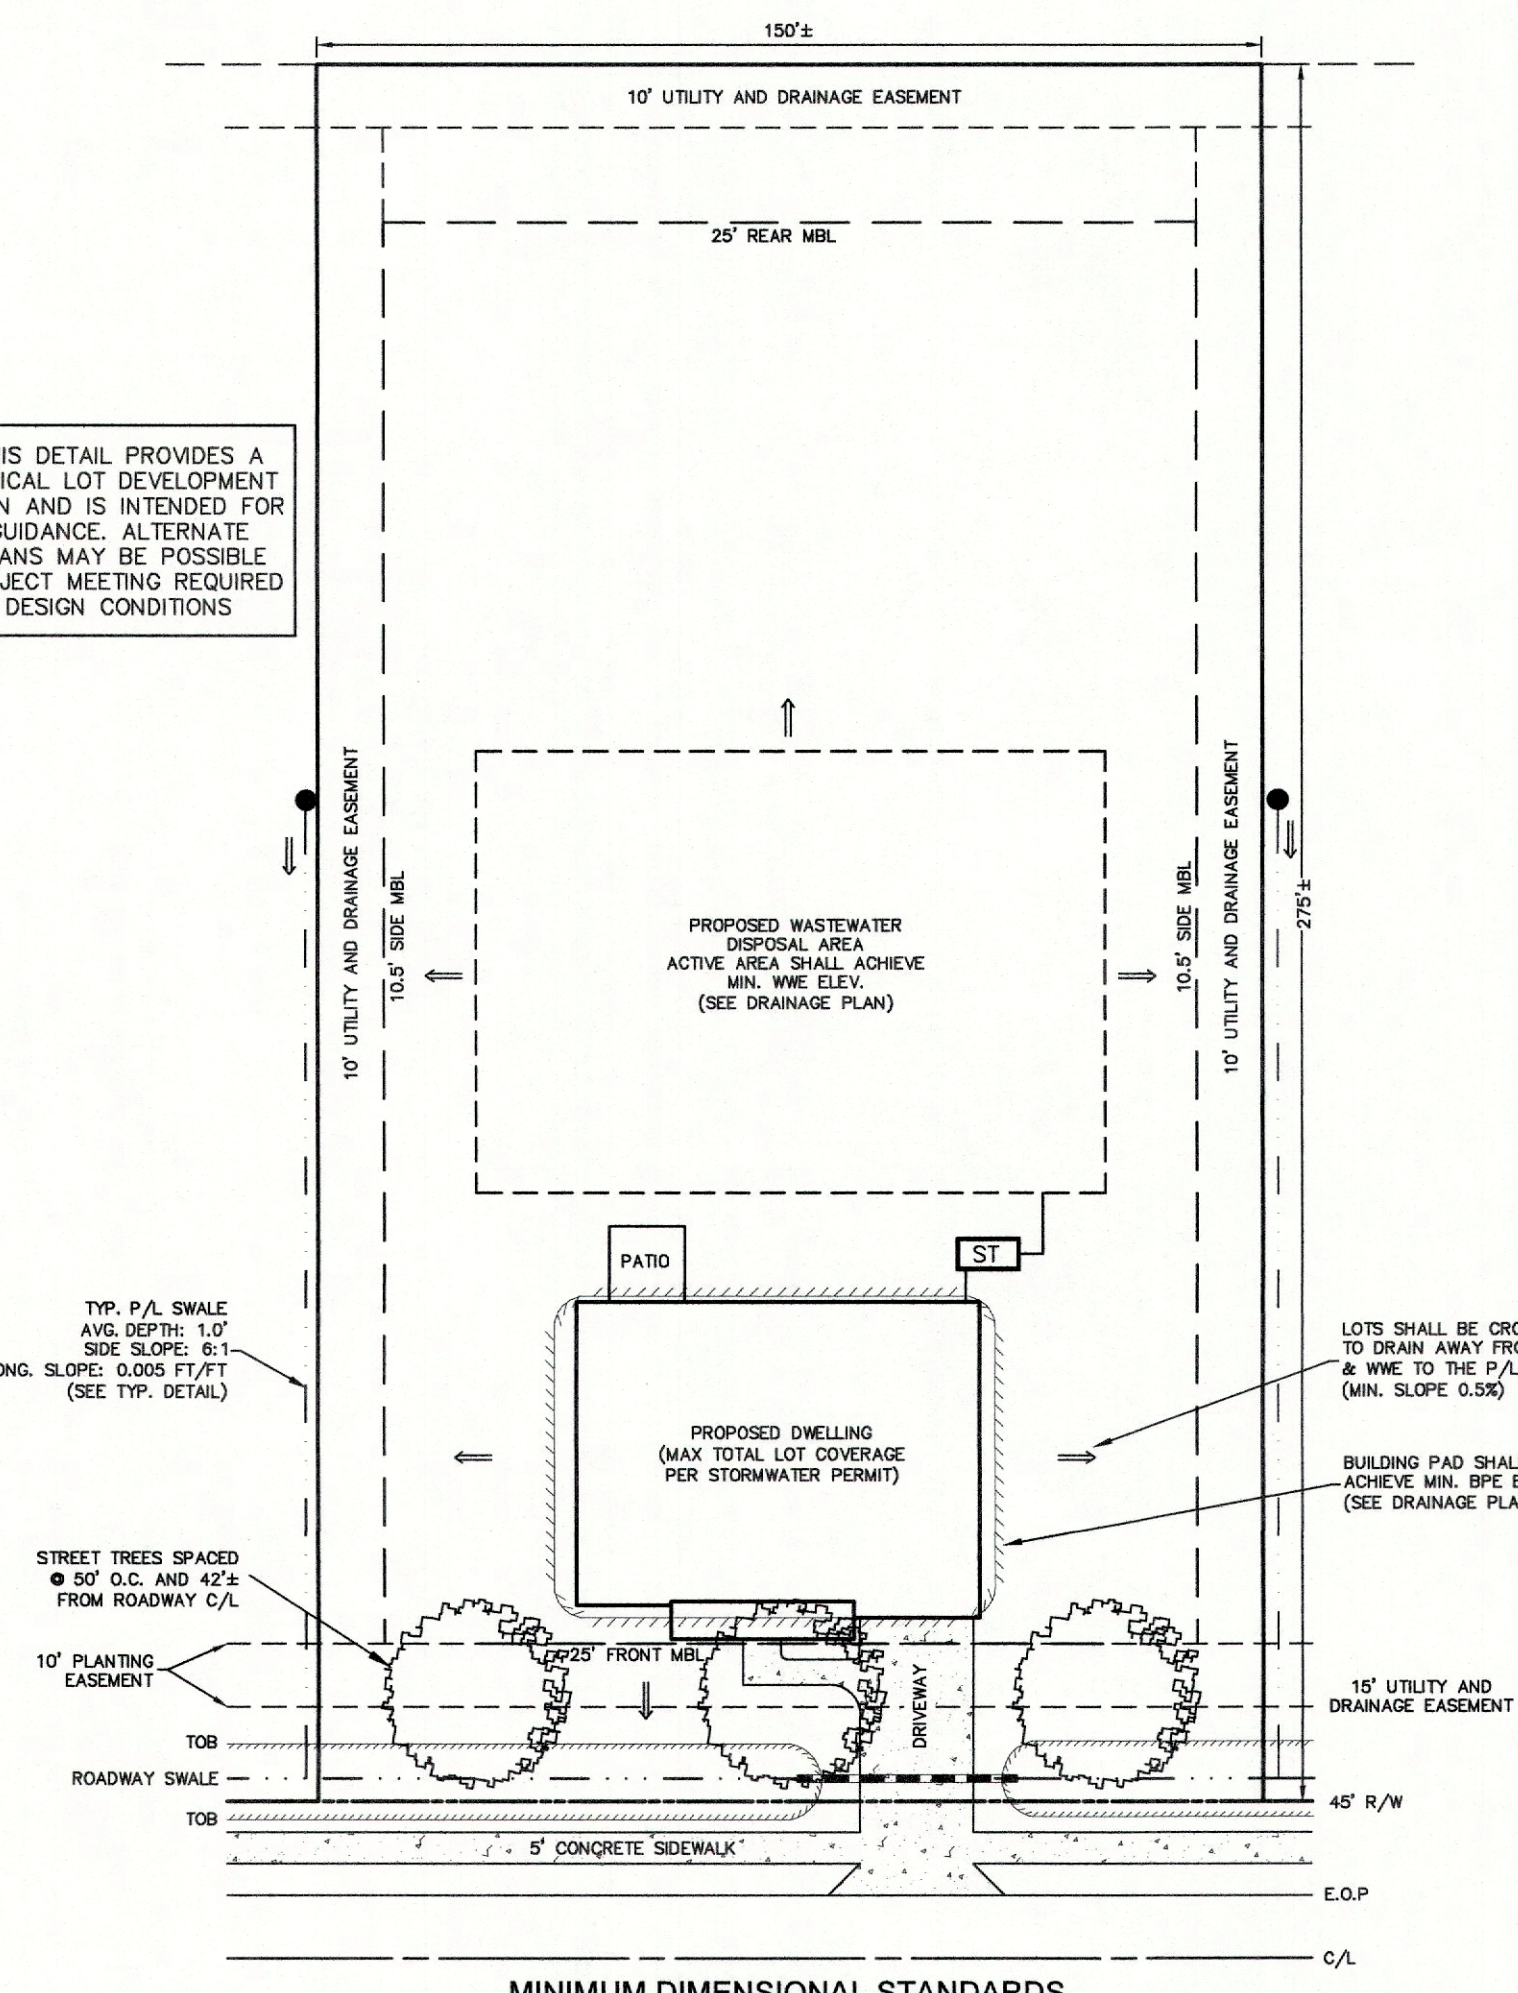 150'±
10' UTILITY AND DRAINAGE EASEMENT
25' REAR MBL
IS DETAIL PROVIDES A
ICAL LOT DEVELOPMENT
N AND IS INTENDED FOR
GUIDANCE. ALTERNATE
ANS MAY BE POSSIBLE
JECT MEETING REQUIRED
DESIGN CONDITIONS
10' UTILITY AND DRAINAGE EASEMENT
10.5' SIDE MBL
PROPOSED WASTEWATER
DISPOSAL AREA
ACTIVE AREA SHALL ACHIEVE
MIN. WWE ELEV.
(SEE DRAINAGE PLAN)
10.5' SIDE MBL
10' UTILITY AND DRAINAGE EASEMENT
275'±
PATIO
ST
TYP. P/L SWALE
AVG. DEPTH: 1.0'
SIDE SLOPE: 6:1
ONG. SLOPE: 0.005 FT/FT
(SEE TYP. DETAIL)
LOTS SHALL BE CRO
TO DRAIN AWAY FRO
& WWE TO THE P/L
(MIN. SLOPE 0.5%)
PROPOSED DWELLING
(MAX TOTAL LOT COVERAGE
PER STORMWATER PERMIT)
BUILDING PAD SHAL
ACHIEVE MIN. BPE E
(SEE DRAINAGE PLA
STREET TREES SPACED
@ 50' O.C. AND 42'±
FROM ROADWAY C/L
10' PLANTING
EASEMENT
25' FRONT MBL
DRIVEWAY
15' UTILITY AND
DRAINAGE EASEMENT
TOB
ROADWAY SWALE
TOB
45' R/W
5' CONCRETE SIDEWALK
E.O.P
C/L
MINIMUM DIMENSIONAL STANDARDS